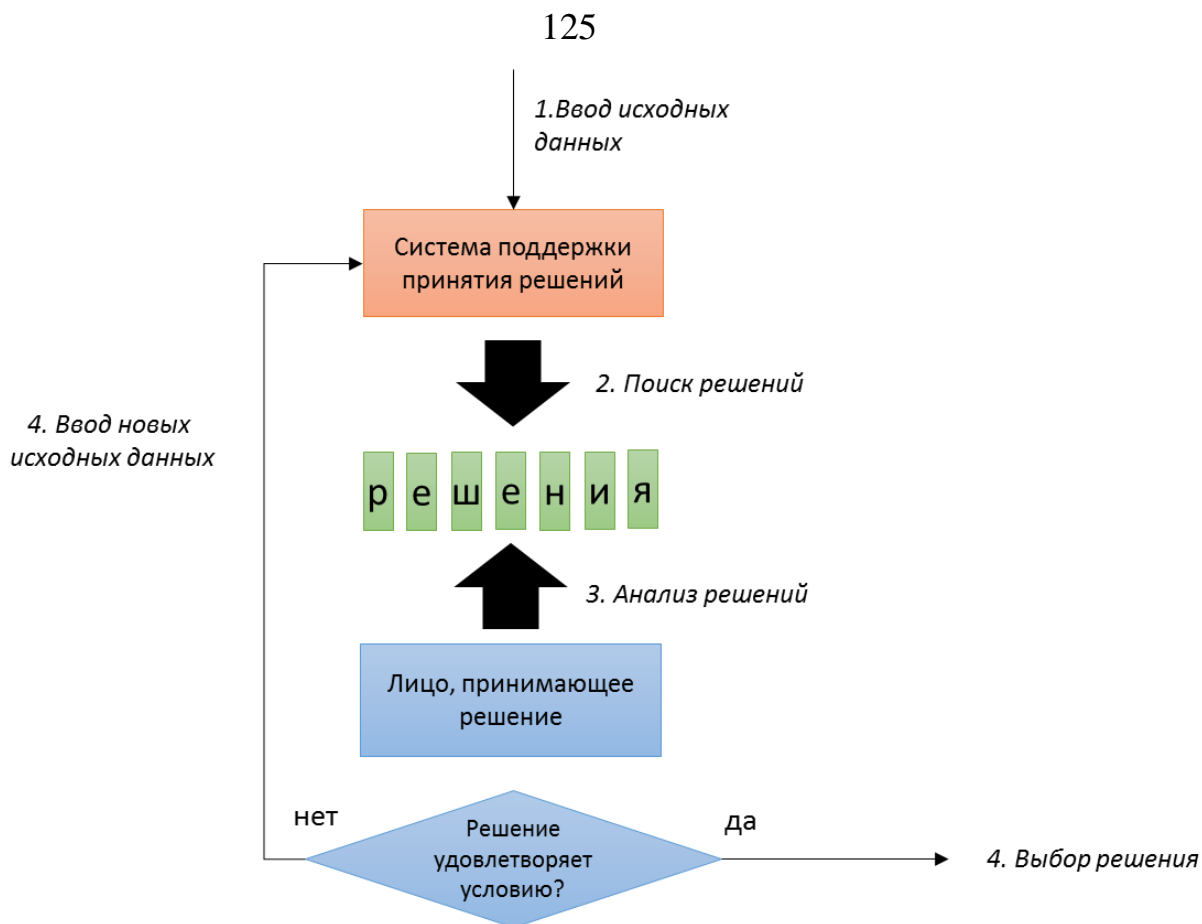 125
1.Ввод исходных
данных
Система поддержки
принятия решений
2. Поиск решений
4. Ввод новых
исходных данных
р е ш е н и я
3. Анализ решений
Лицо, принимающее
решение
нет
да
Решение
удовлетворяет
условию?
4. Выбор решения